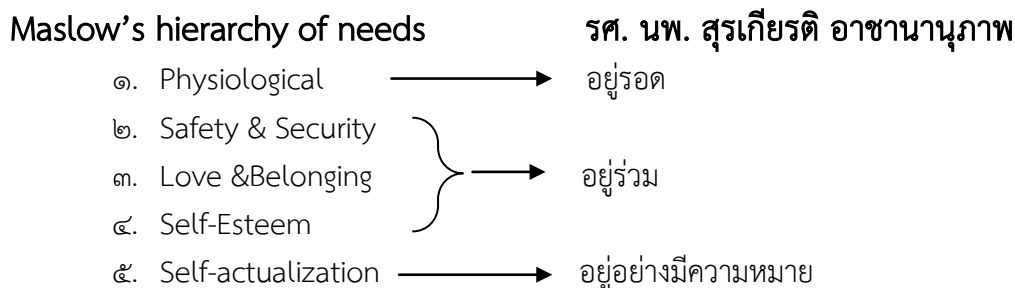 Maslow’s hierarchy of needs รศ. นพ. สุรเกียรติ อาชานานุภาพ
๑. Physiological อยู่รอด
๒. Safety & Security
๓. Love &Belonging อยู่ร่วม
๔. Self-Esteem
๕. Self-actualization อยู่อย่างมีความหมาย